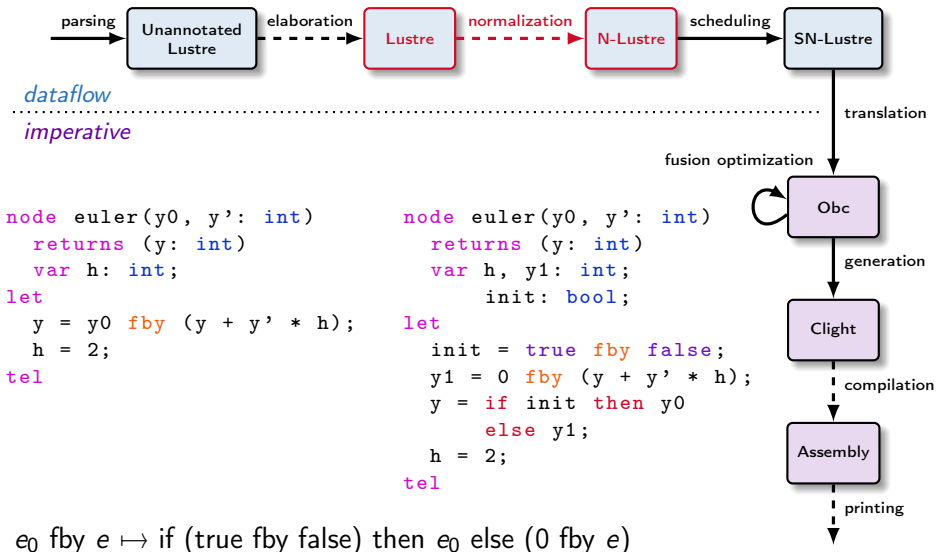 parsing
Unannotated
Lustre
elaboration
Lustre
normalization
N-Lustre
scheduling
SN-Lustre
dataflow
imperative
translation
fusion optimization
Obc
generation
Clight
compilation
Assembly
printing
node euler(y0, y’: int)
returns (y: int)
var h: int;
let
y = y0 fby (y + y’ * h);
h = 2;
tel
node euler(y0, y’: int)
returns (y: int)
var h, y1: int;
init: bool;
let
init = true fby false;
y1 = 0 fby (y + y’ * h);
y = if init then y0
else y1;
h = 2;
tel
e₀ fby e ↦ if (true fby false) then e₀ else (0 fby e)